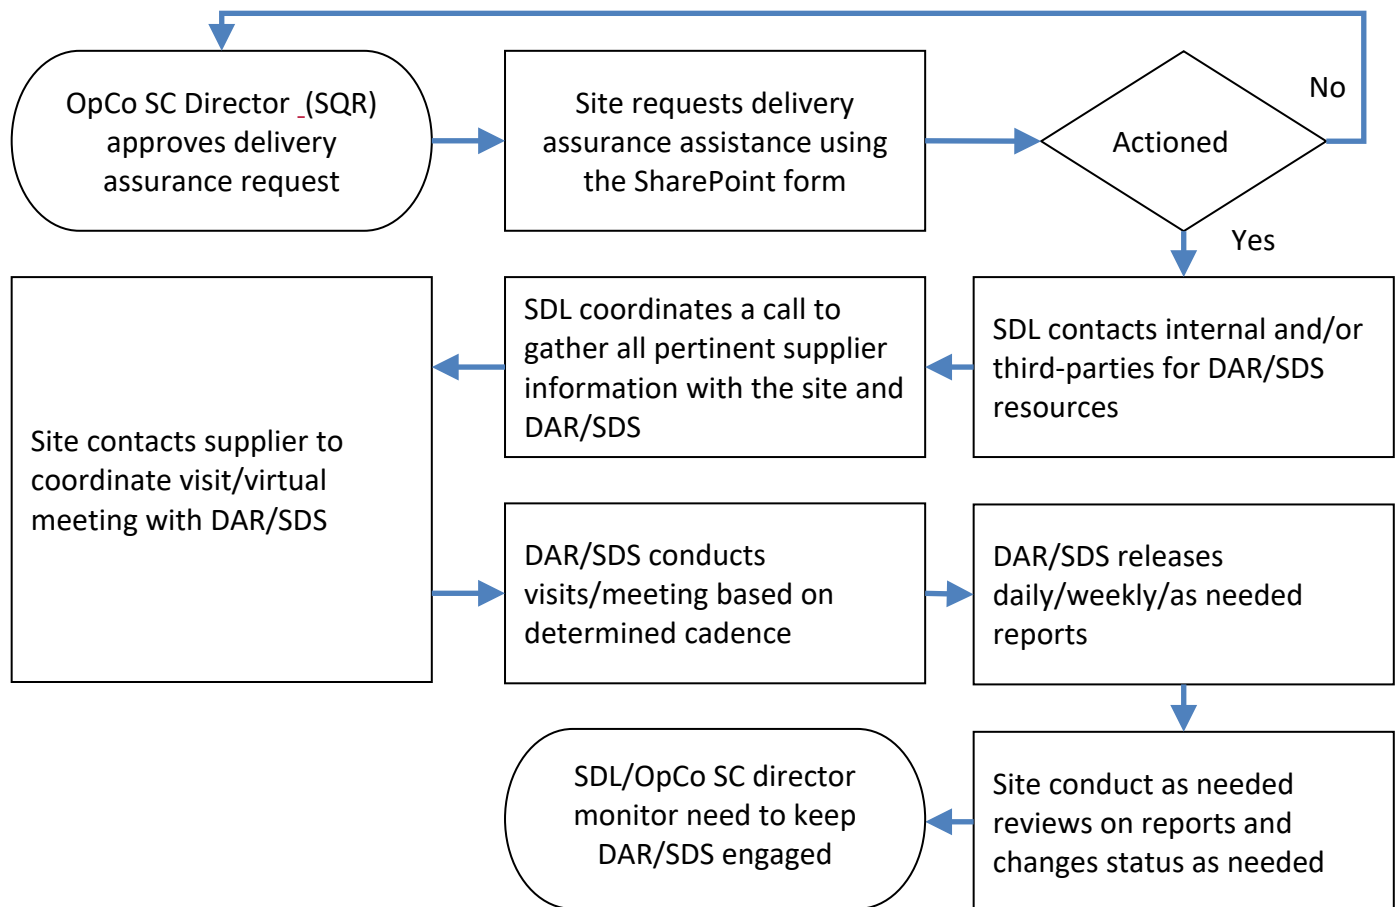 OpCo SC Director _(SQR)
approves delivery
assurance request
Site requests delivery
assurance assistance using
the SharePoint form
Actioned
No
Yes
SDL contacts internal and/or
third-parties for DAR/SDS
resources
SDL coordinates a call to
gather all pertinent supplier
information with the site and
DAR/SDS
Site contacts supplier to
coordinate visit/virtual
meeting with DAR/SDS
DAR/SDS conducts
visits/meeting based on
determined cadence
DAR/SDS releases
daily/weekly/as needed
reports
Site conduct as needed
reviews on reports and
changes status as needed
SDL/OpCo SC director
monitor need to keep
DAR/SDS engaged